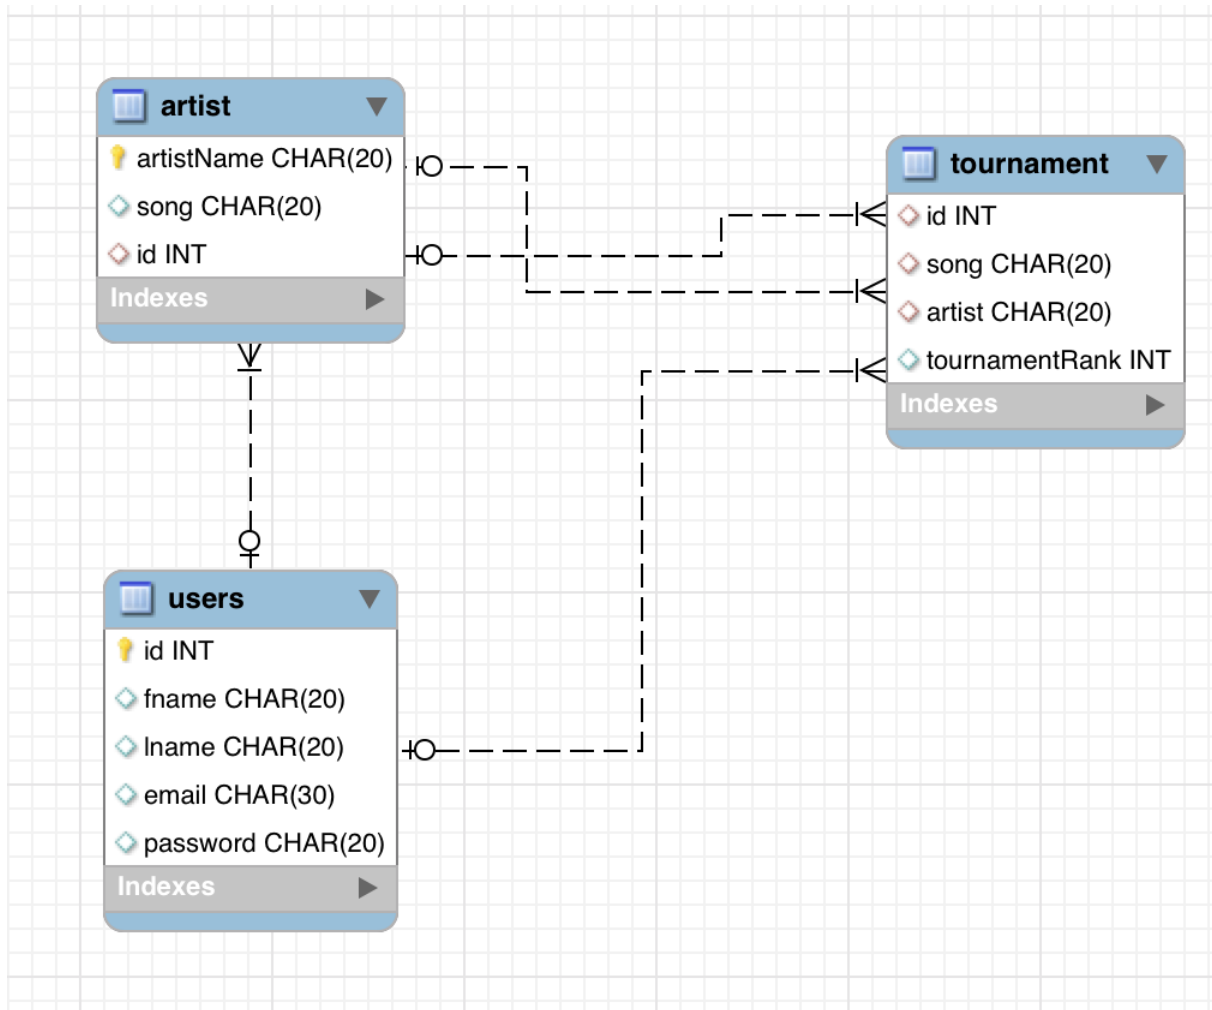 artist
artistName CHAR(20)
song CHAR(20)
id INT
Indexes
tournament
id INT
song CHAR(20)
artist CHAR(20)
tournamentRank INT
Indexes
users
id INT
fname CHAR(20)
lname CHAR(20)
email CHAR(30)
password CHAR(20)
Indexes